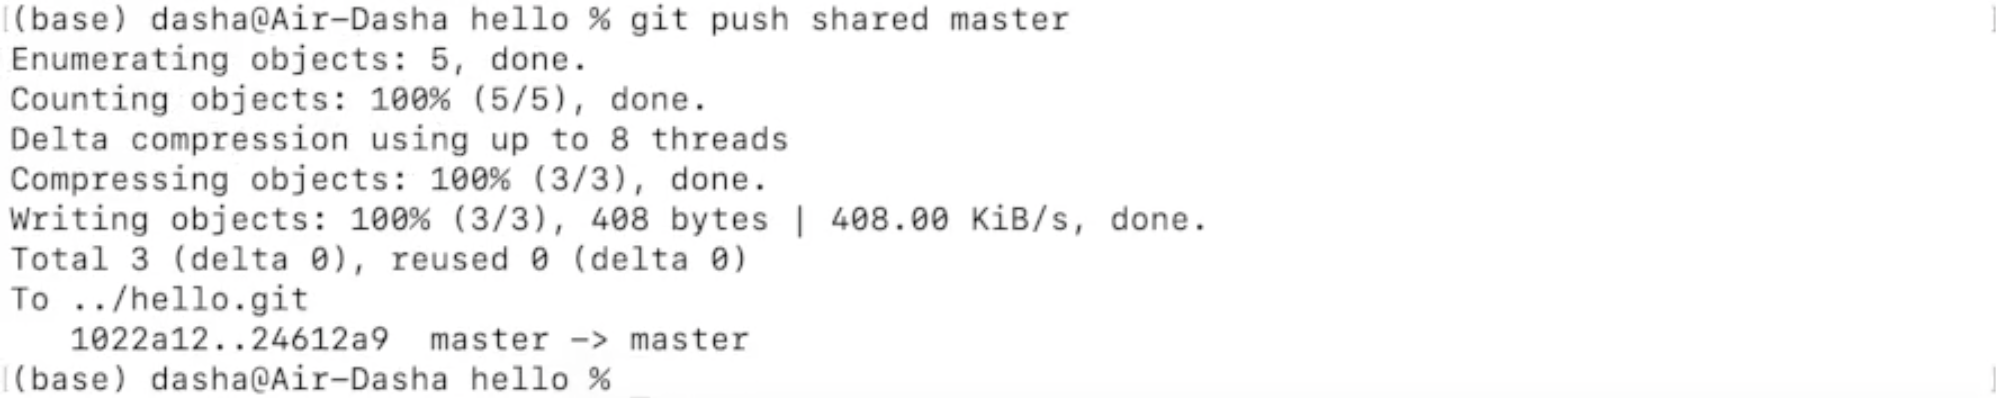 (base) dasha@Air-Dasha hello % git push shared master
Enumerating objects: 5, done.
Counting objects: 100% (5/5), done.
Delta compression using up to 8 threads
Compressing objects: 100% (3/3), done.
Writing objects: 100% (3/3), 408 bytes | 408.00 KiB/s, done.
Total 3 (delta 0), reused 0 (delta 0)
To ../hello.git
   1022a12..24612a9  master -> master
(base) dasha@Air-Dasha hello %